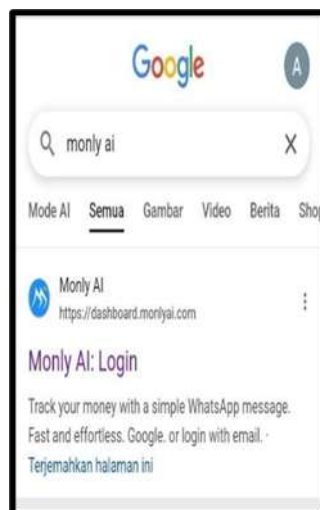 Google
A
monly ai
Mode AI Semua Gambar Video Berita Shop
Monly AI
https://dashboard.monlyai.com
Monly AI: Login
Track your money with a simple WhatsApp message.
Fast and effortless. Google. or login with email. ·
Terjemahkan halaman ini